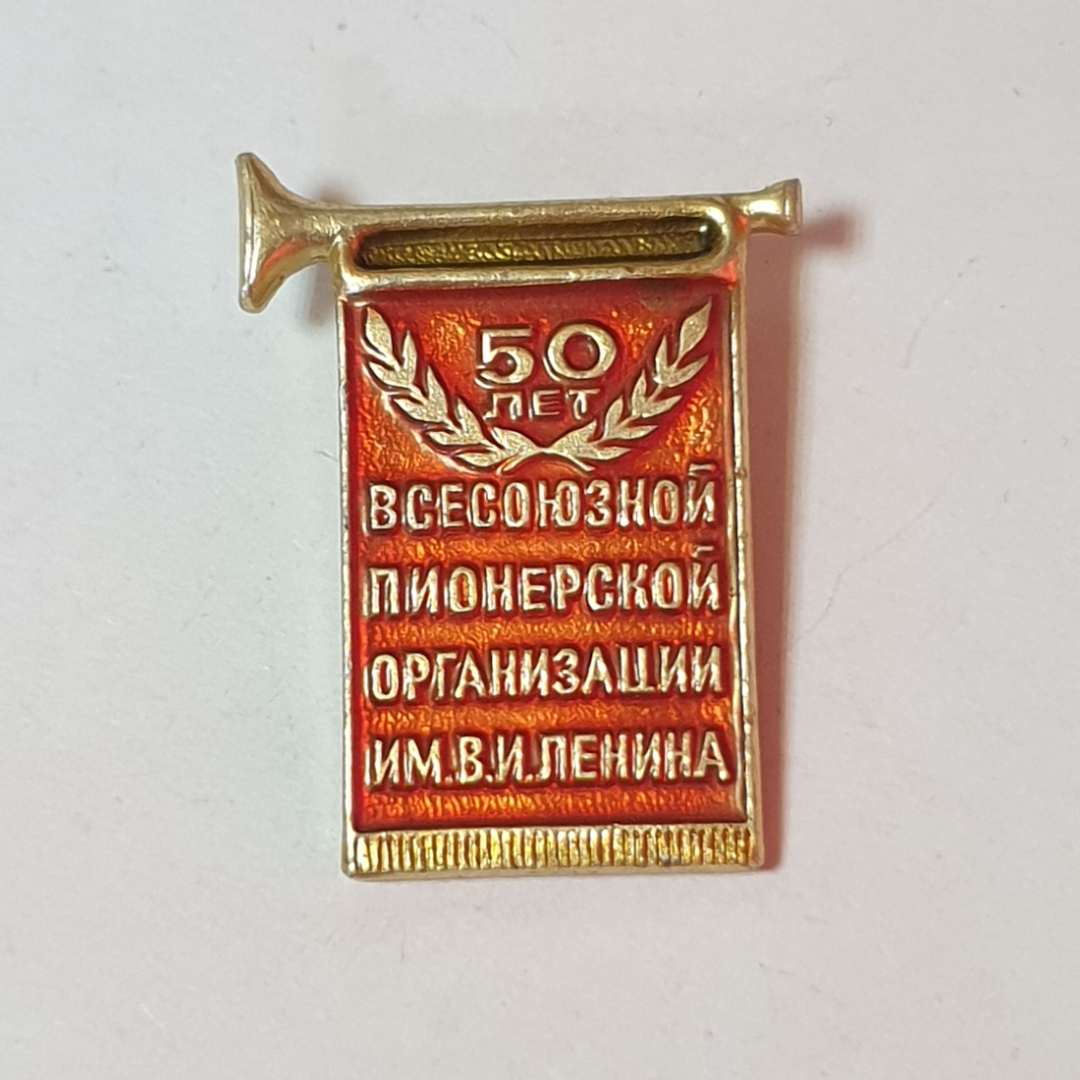 50
ЛЕТ
ВСЕСОЮЗНОЙ
ПИОНЕРСКОЙ
ОРГАНИЗАЦИИ
ИМ.В.И.ЛЕНИНА